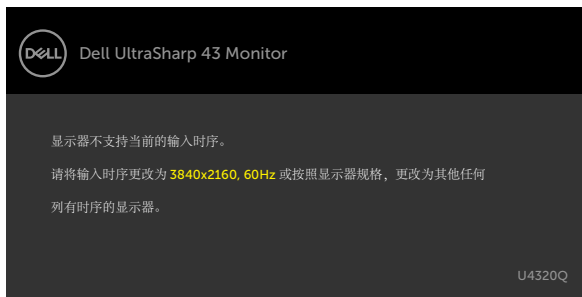 DELL
Dell UltraSharp 43 Monitor
显示器不支持当前的输入时序。
请将输入时序更改为 3840x2160, 60Hz 或按照显示器规格，更改为其他任何
列有时序的显示器。
U4320Q